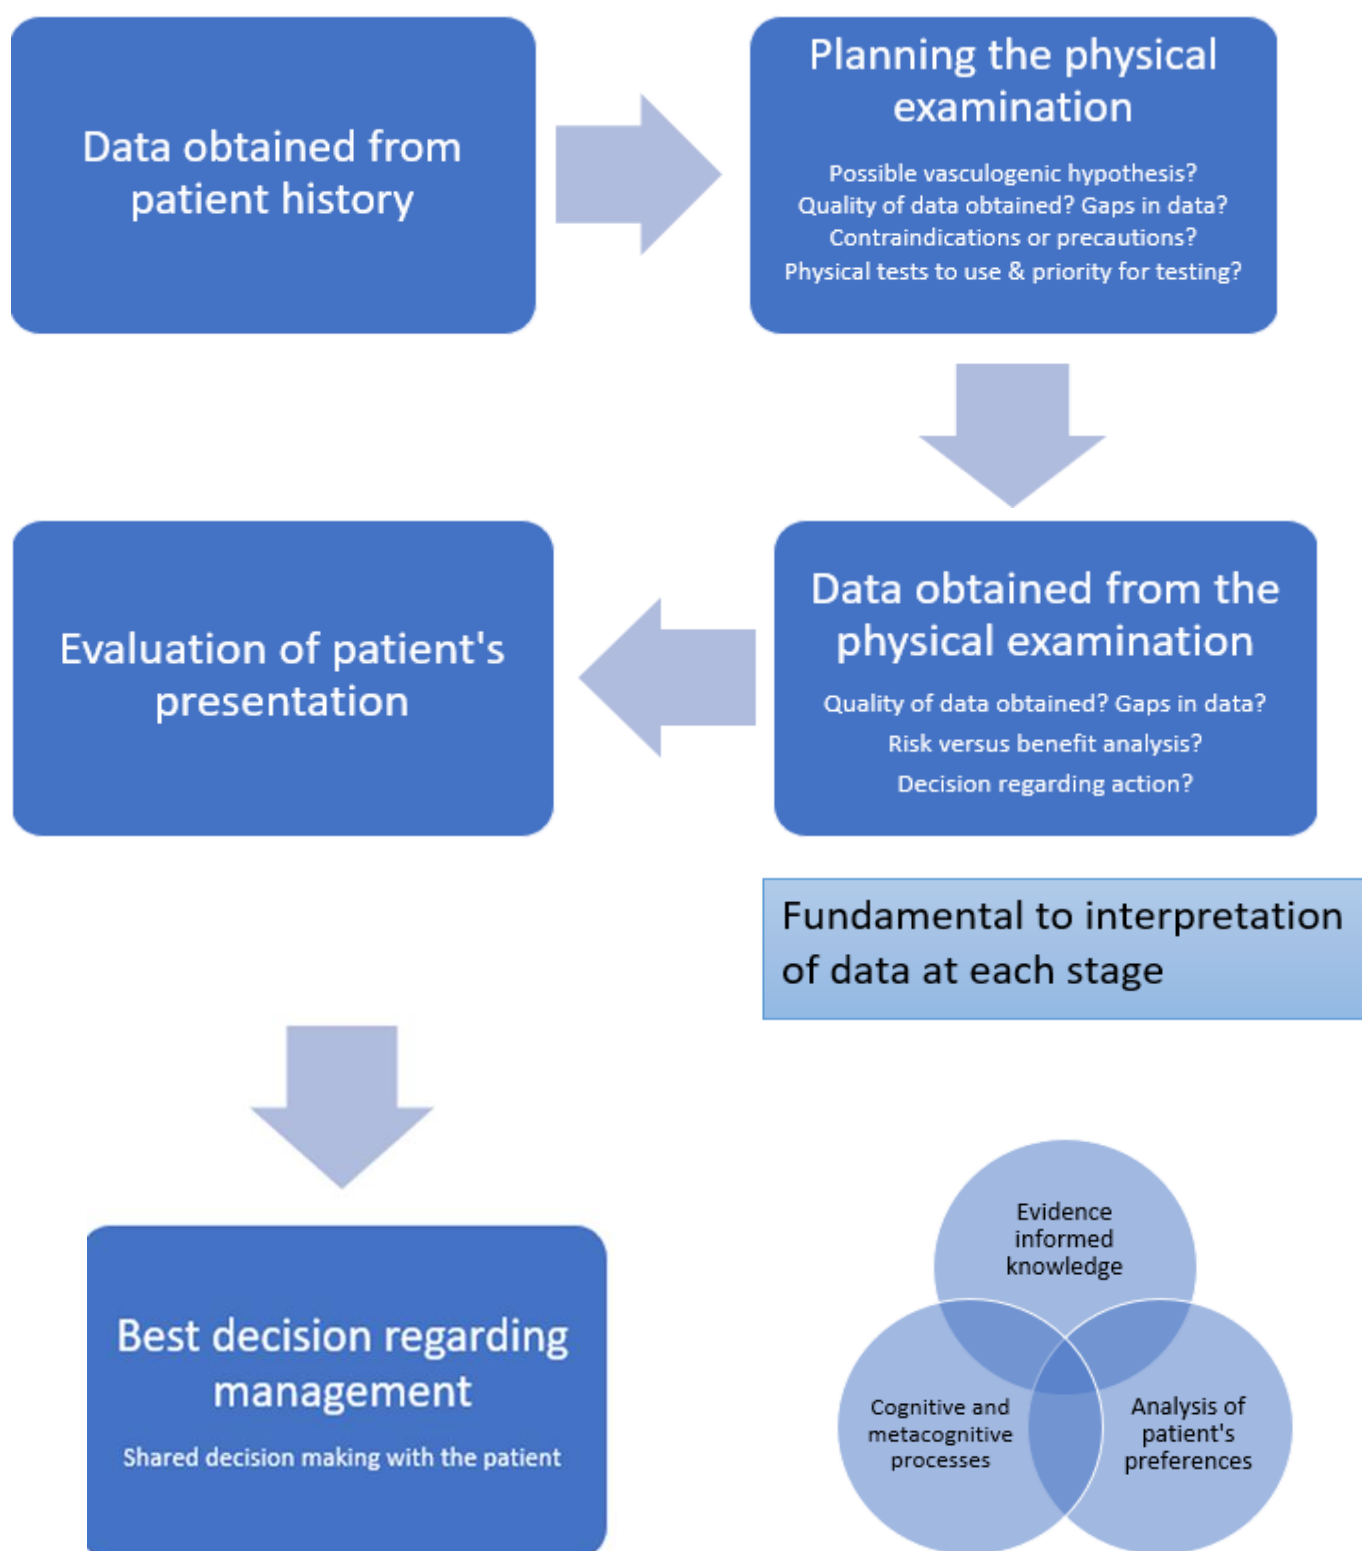 Data obtained from
patient history
Planning the physical
examination
Possible vasculogenic hypothesis?
Quality of data obtained? Gaps in data?
Contraindications or precautions?
Physical tests to use & priority for testing?
Data obtained from the
physical examination
Quality of data obtained? Gaps in data?
Risk versus benefit analysis?
Decision regarding action?
Evaluation of patient's
presentation
Fundamental to interpretation
of data at each stage
Best decision regarding
management
Shared decision making with the patient
Evidence
informed
knowledge
Cognitive and
metacognitive
processes
Analysis of
patient's
preferences